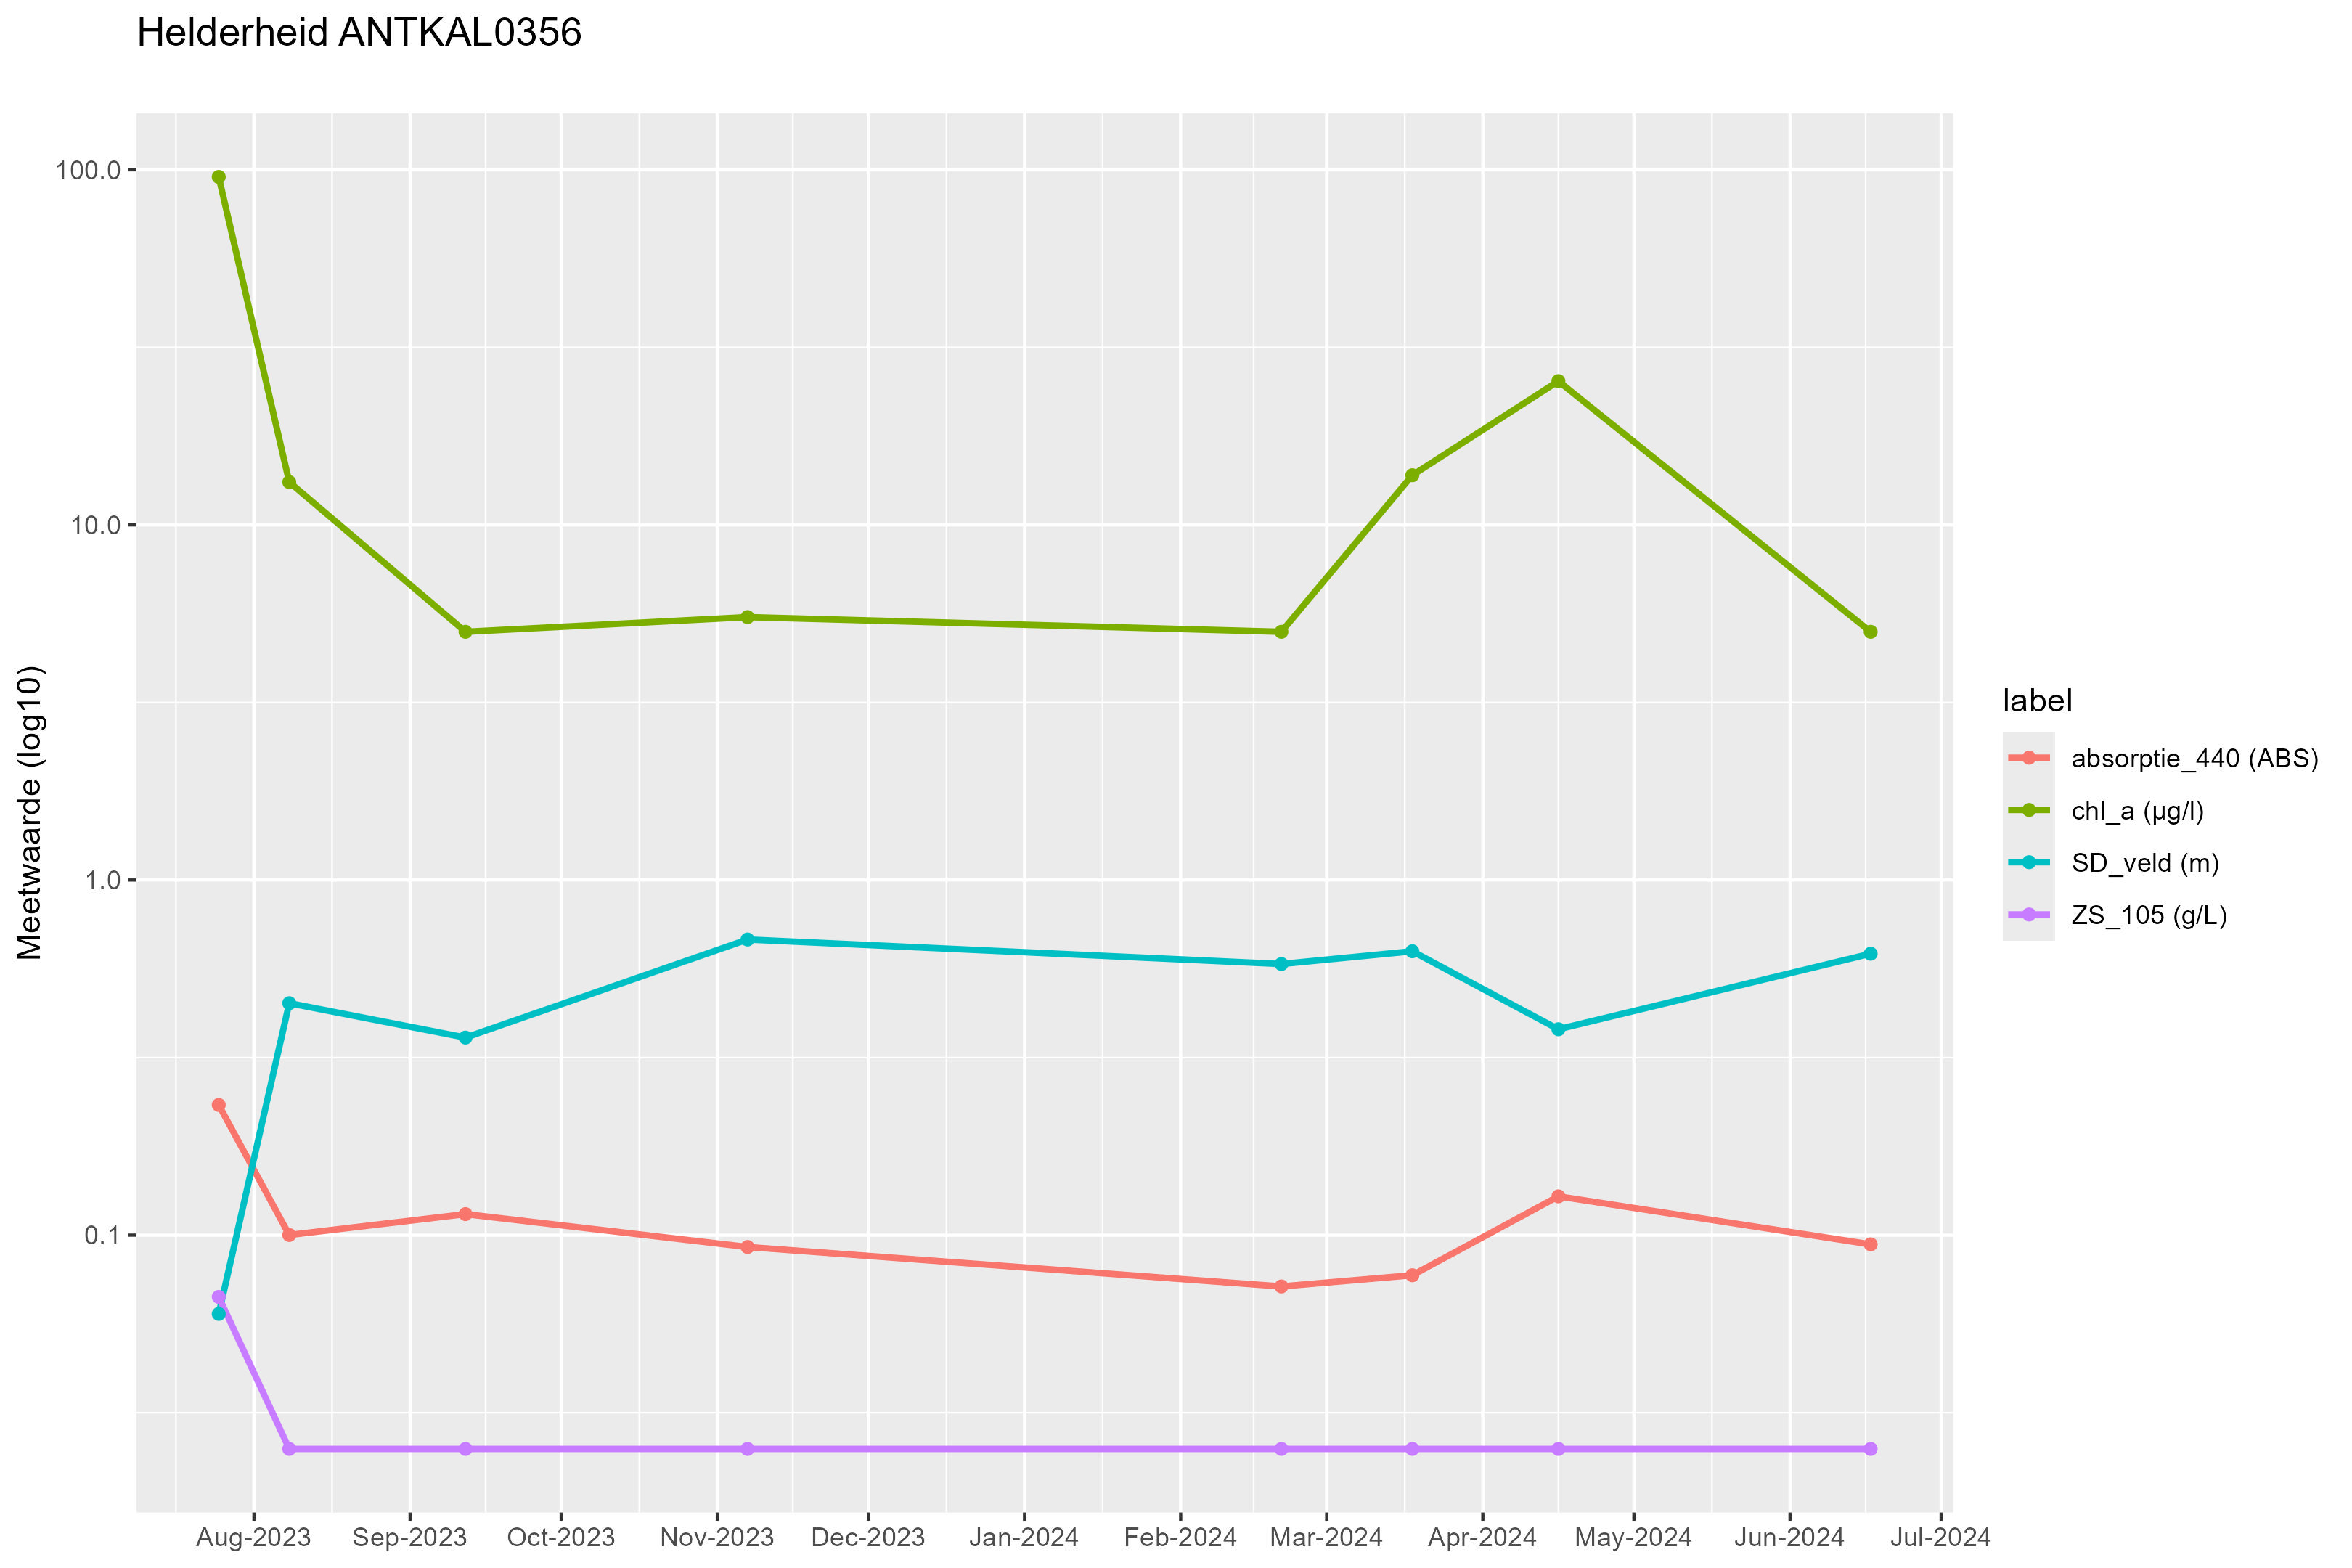 Helderheid ANTKAL0356
Meetwaarde (log10)
100.0
10.0
1.0
0.1
Aug-2023
Sep-2023
Oct-2023
Nov-2023
Dec-2023
Jan-2024
Feb-2024
Mar-2024
Apr-2024
May-2024
Jun-2024
Jul-2024
label
absorptie_440 (ABS)
chl_a (µg/l)
SD_veld (m)
ZS_105 (g/L)